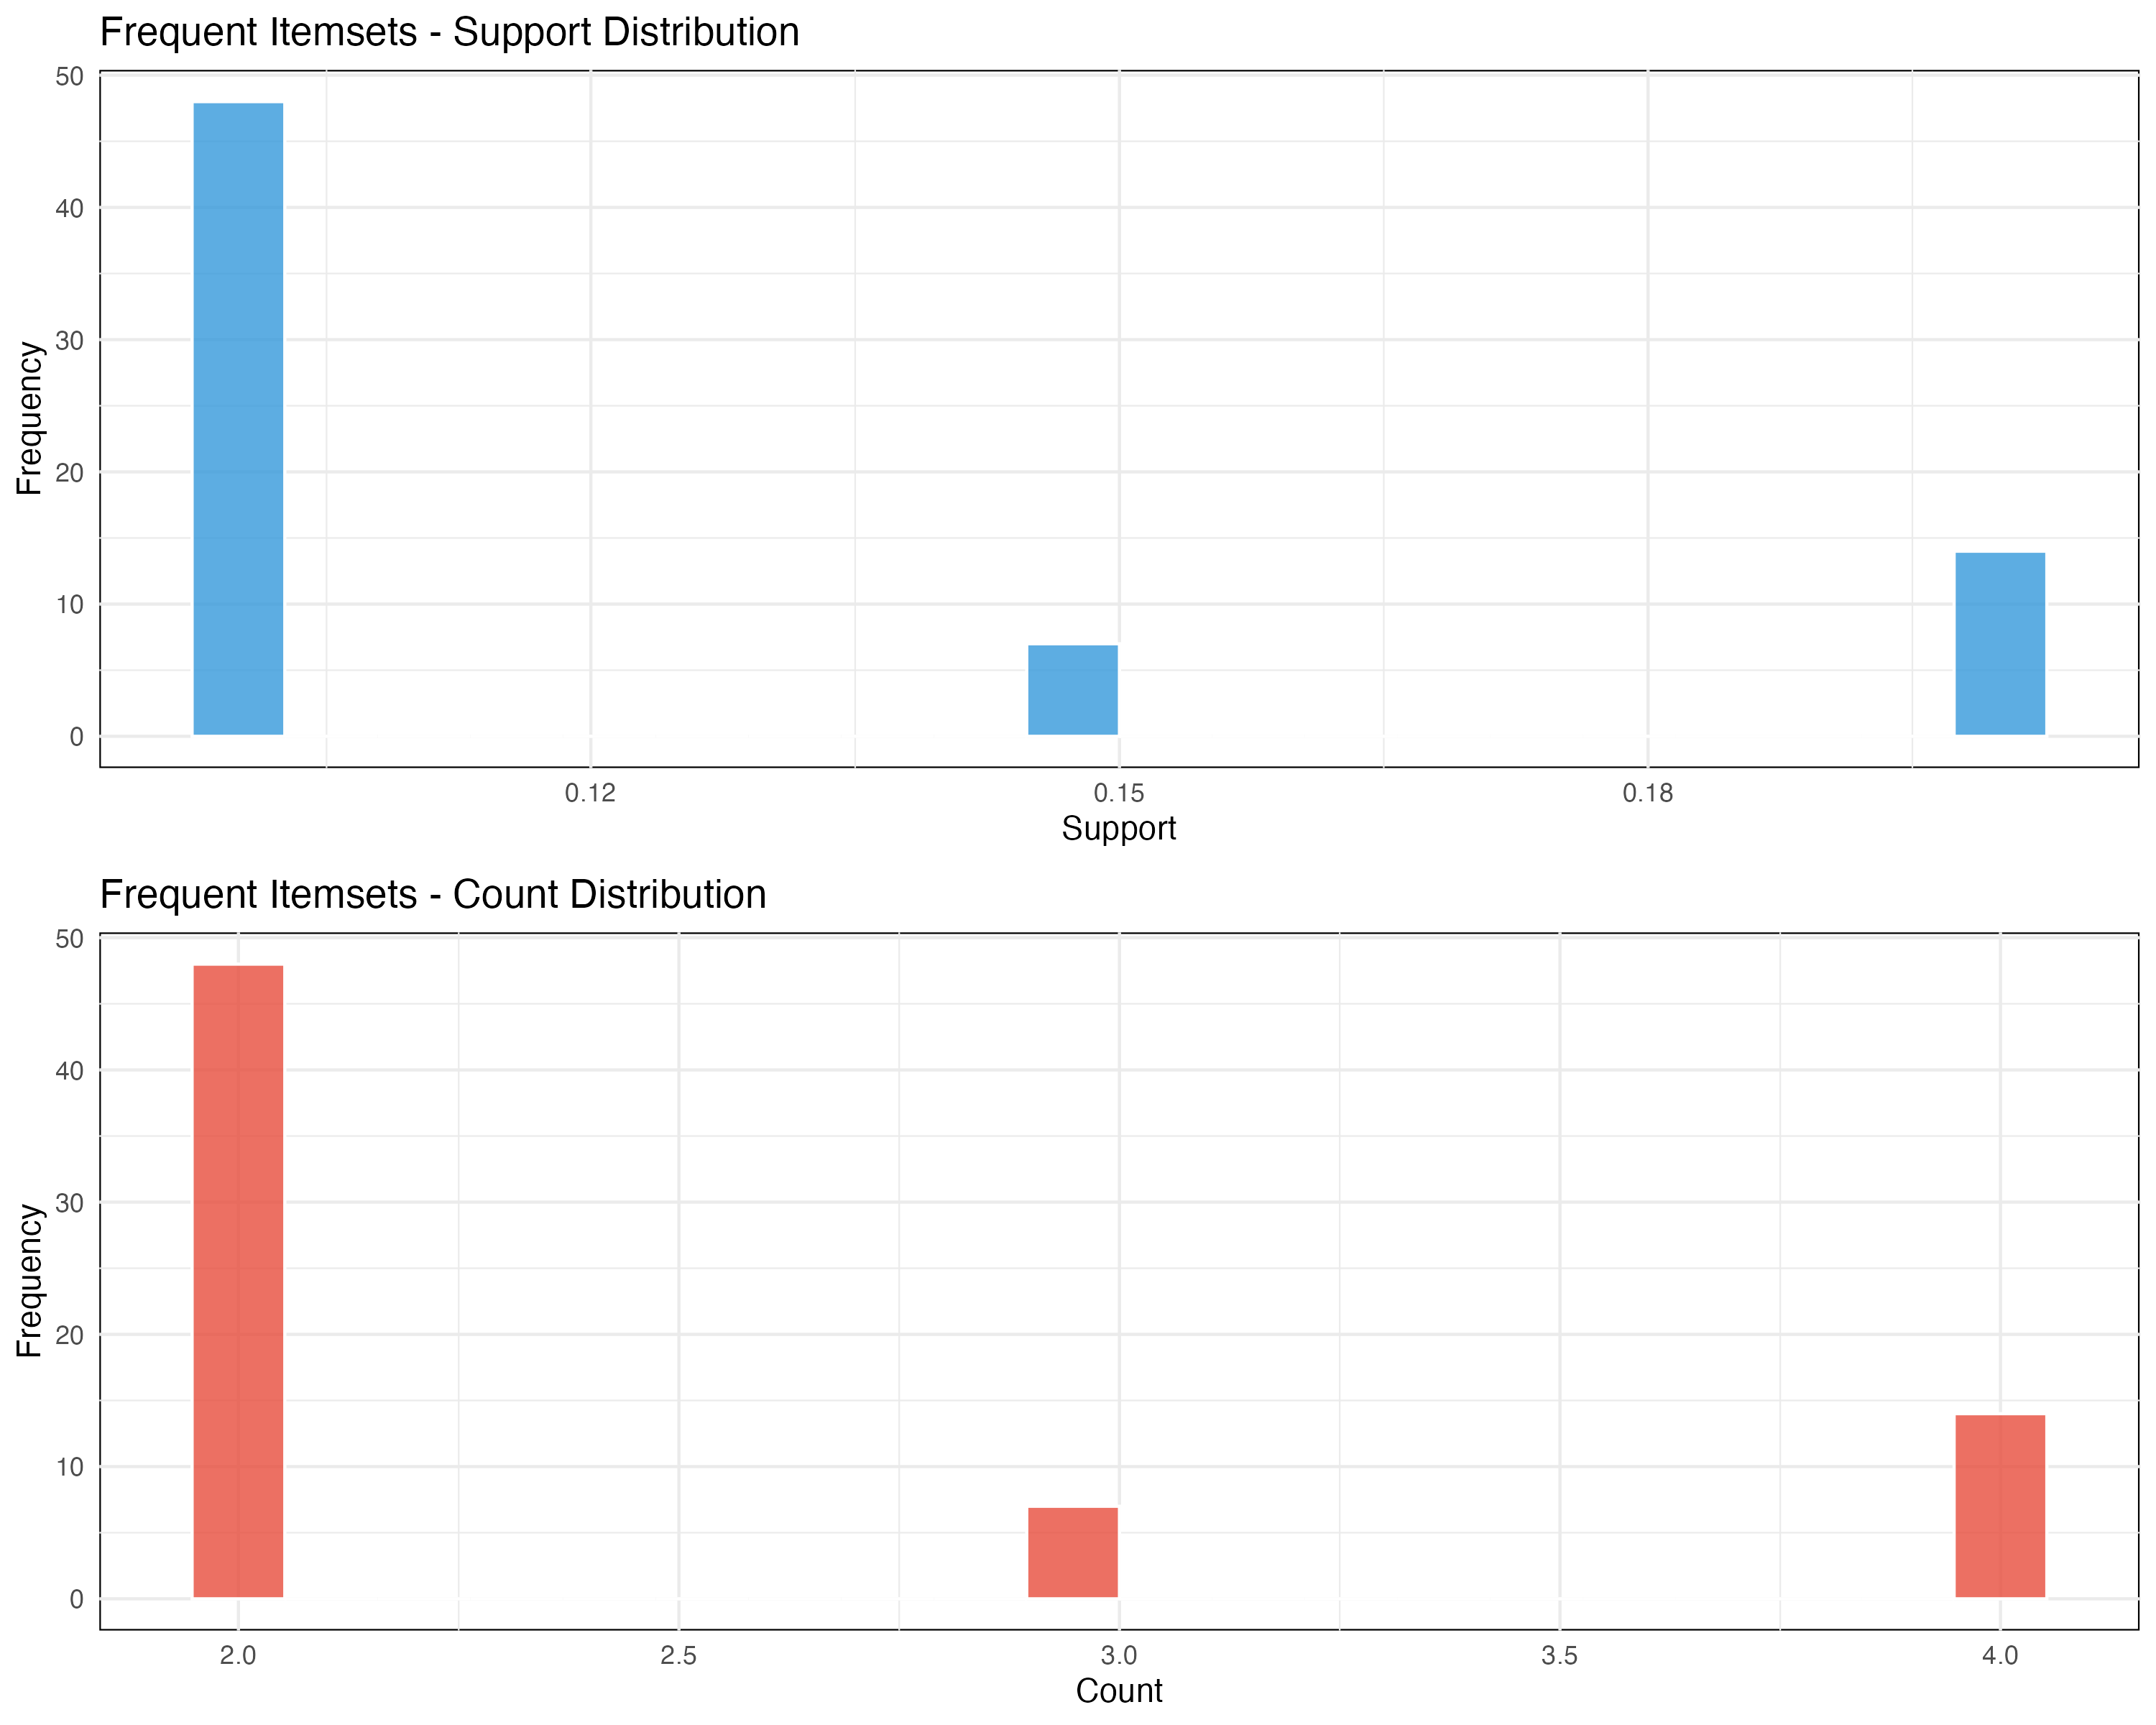 Frequent Itemsets - Support Distribution
50
40
30
20
10
0
Frequency
0.12 0.15 0.18
Support
Frequent Itemsets - Count Distribution
50
40
30
20
10
0
Frequency
2.0 2.5 3.0 3.5 4.0
Count